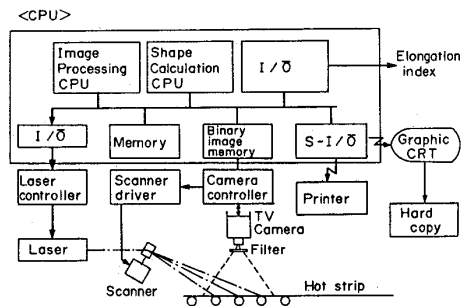 <CPU>
Image
Processing
CPU
Shape
Calculation
CPU
I/O
Elongation
index
I/O
Memory
Binary
image
memory
S-I/O
Graphic
CRT
Laser
controller
Scanner
driver
Camera
controller
Printer
Hard
copy
TV
Camera
Filter
Laser
Scanner
Hot strip